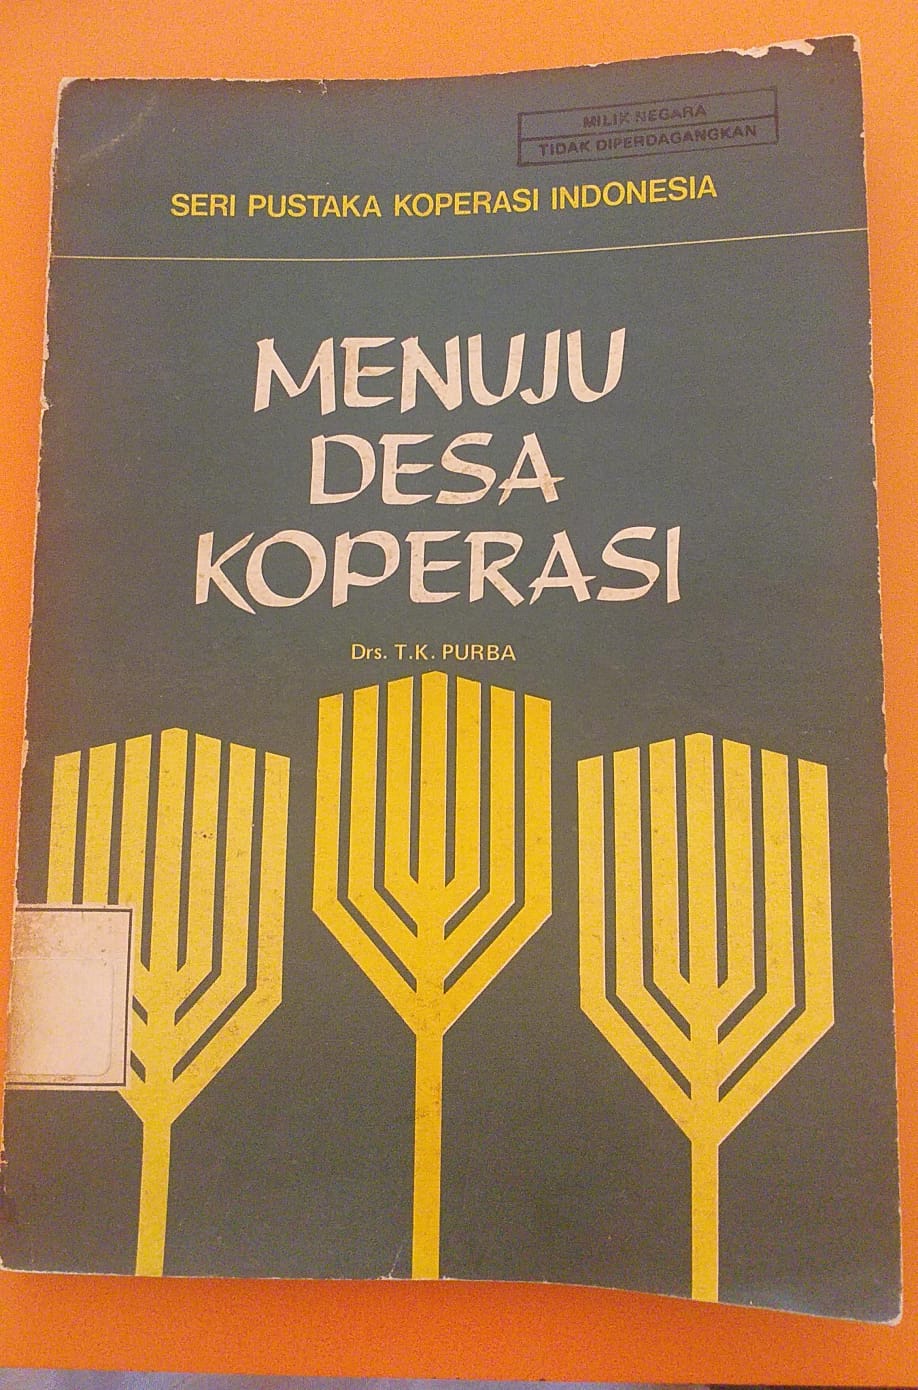 MILIK NEGARA
TIDAK DIPERDAGANGKAN
SERI PUSTAKA KOPERASI INDONESIA
MENUJU
DESA
KOPERASI
Drs. T.K. PURBA